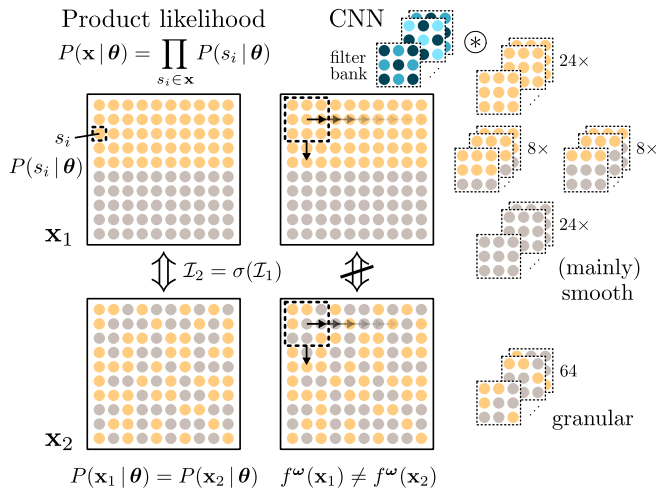 Product likelihood
P(x | θ) = ∏ P(s_i | θ)
s_i∈x
CNN
filter
bank
⊛
24×
s_i
P(s_i | θ)
8×
8×
x_1
24×
ℐ_2 = σ(ℐ_1)
(mainly)
smooth
64
granular
x_2
P(x_1 | θ) = P(x_2 | θ)
f^ω(x_1) ≠ f^ω(x_2)